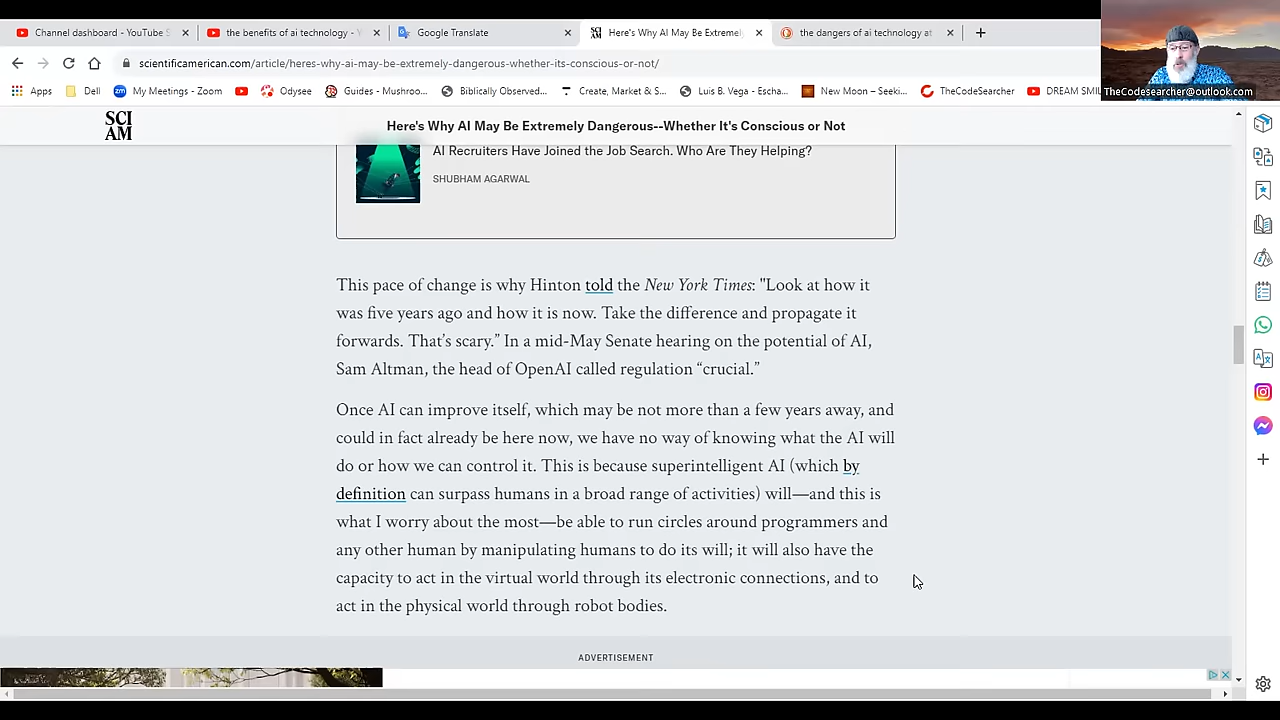 Channel dashboard - YouTube S
the benefits of ai technology -
Google Translate
Here's Why AI May Be Extremely
the dangers of ai technology at
scientificamerican.com/article/heres-why-ai-may-be-extremely-dangerous-whether-its-conscious-or-not/
Apps
Dell
My Meetings - Zoom
Odysee
Guides - Mushroo...
Biblically Observed...
Create, Market & S...
Luis B. Vega - Escha...
New Moon – Seeki...
TheCodeSearcher
DREAM SMIL
TheCodesearcher@outlook.com
SCI
AM
Here's Why AI May Be Extremely Dangerous--Whether It's Conscious or Not
AI Recruiters Have Joined the Job Search. Who Are They Helping?
SHUBHAM AGARWAL
This pace of change is why Hinton told the New York Times: "Look at how it
was five years ago and how it is now. Take the difference and propagate it
forwards. That’s scary.” In a mid-May Senate hearing on the potential of AI,
Sam Altman, the head of OpenAI called regulation “crucial.”
Once AI can improve itself, which may be not more than a few years away, and
could in fact already be here now, we have no way of knowing what the AI will
do or how we can control it. This is because superintelligent AI (which by
definition can surpass humans in a broad range of activities) will—and this is
what I worry about the most—be able to run circles around programmers and
any other human by manipulating humans to do its will; it will also have the
capacity to act in the virtual world through its electronic connections, and to
act in the physical world through robot bodies.
ADVERTISEMENT